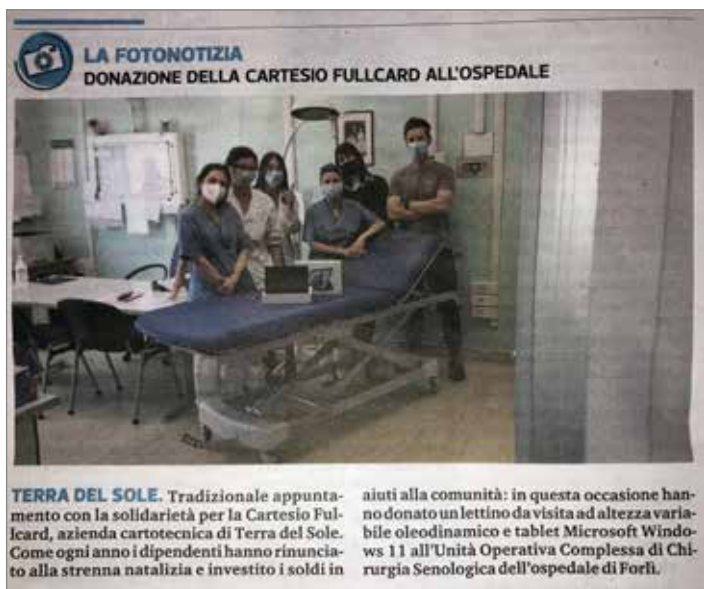 LA FOTONOTIZIA
DONAZIONE DELLA CARTESIO FULLCARD ALL'OSPEDALE
TERRA DEL SOLE. Tradizionale appunta-
mento con la solidarietà per la Cartesio Ful-
lcard, azienda cartotecnica di Terra del Sole.
Come ogni anno i dipendenti hanno rinuncia-
to alla strenna natalizia e investito i soldi in
aiuti alla comunità: in questa occasione han-
no donato un lettino da visita ad altezza varia-
bile oleodinamico e tablet Microsoft Windo-
ws 11 all'Unità Operativa Complessa di Chi-
rurgia Senologica dell'ospedale di Forlì.